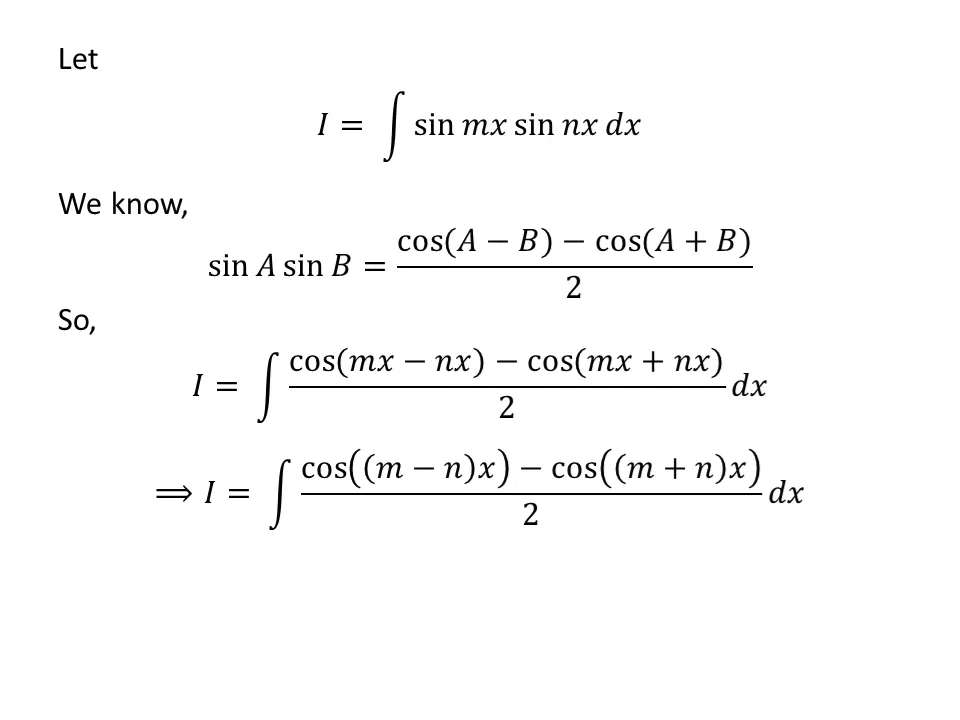 Let
𝐼 = ∫ sin 𝑚𝑥 sin 𝑛𝑥 𝑑𝑥
We know,
sin 𝐴 sin 𝐵 = (cos(𝐴 − 𝐵) − cos(𝐴 + 𝐵))/2
So,
𝐼 = ∫ (cos(𝑚𝑥 − 𝑛𝑥) − cos(𝑚𝑥 + 𝑛𝑥))/2 𝑑𝑥
⟹ 𝐼 = ∫ (cos((𝑚 − 𝑛)𝑥) − cos((𝑚 + 𝑛)𝑥))/2 𝑑𝑥